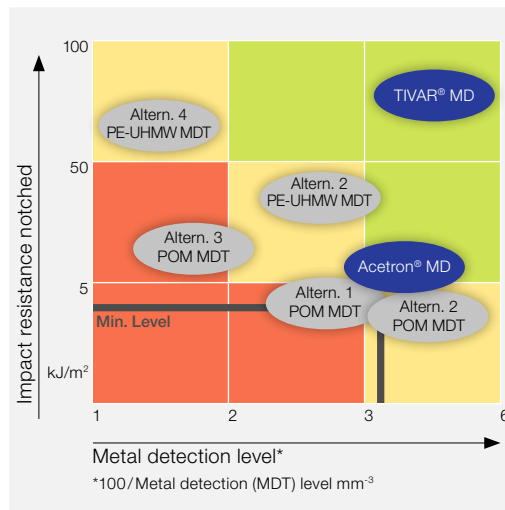 100
Impact resistance notched
Altern. 4
PE-UHMW MDT
TIVAR® MD
50
Altern. 2
PE-UHMW MDT
Altern. 3
POM MDT
Acetron® MD
5
Altern. 1
POM MDT
Altern. 2
POM MDT
Min. Level
kJ/m²
1
2
3
6
Metal detection level*
*100/Metal detection (MDT) level mm⁻³